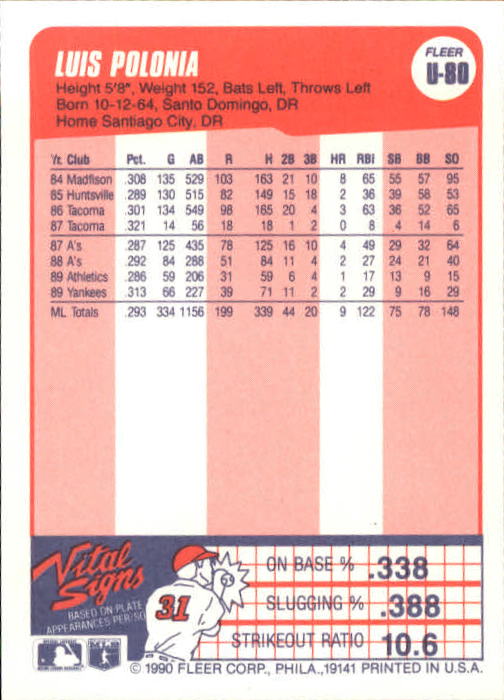 LUIS POLONIA
FLEER
U-80
Height 5'8", Weight 152, Bats Left, Throws Left
Born 10-12-64, Santo Domingo, DR
Home Santiago City, DR
Yr. Club Pct. G AB R H 2B 3B HR RBI SB BB SO
84 Madfison .308 135 529 103 163 21 10 8 65 55 57 95
85 Huntsville .289 130 515 82 149 15 18 2 36 39 58 53
86 Tacoma .301 134 549 98 165 20 4 3 63 36 52 65
87 Tacoma .321 14 56 18 18 1 2 0 8 4 14 6
87 A's .287 125 435 78 125 16 10 4 49 29 32 64
88 A's .292 84 288 51 84 11 4 2 27 24 21 40
89 Athletics .286 59 206 31 59 6 4 1 17 13 9 15
89 Yankees .313 66 227 39 71 11 2 2 29 9 16 29
ML Totals .293 334 1156 199 339 44 20 9 122 75 78 148
Vital
Signs
BASED ON PLATE
APPEARANCES PER/SO
31
ON BASE % .338
SLUGGING % .388
STRIKEOUT RATIO 10.6
MLB
© 1990 FLEER CORP., PHILA., 19141 PRINTED IN U.S.A.